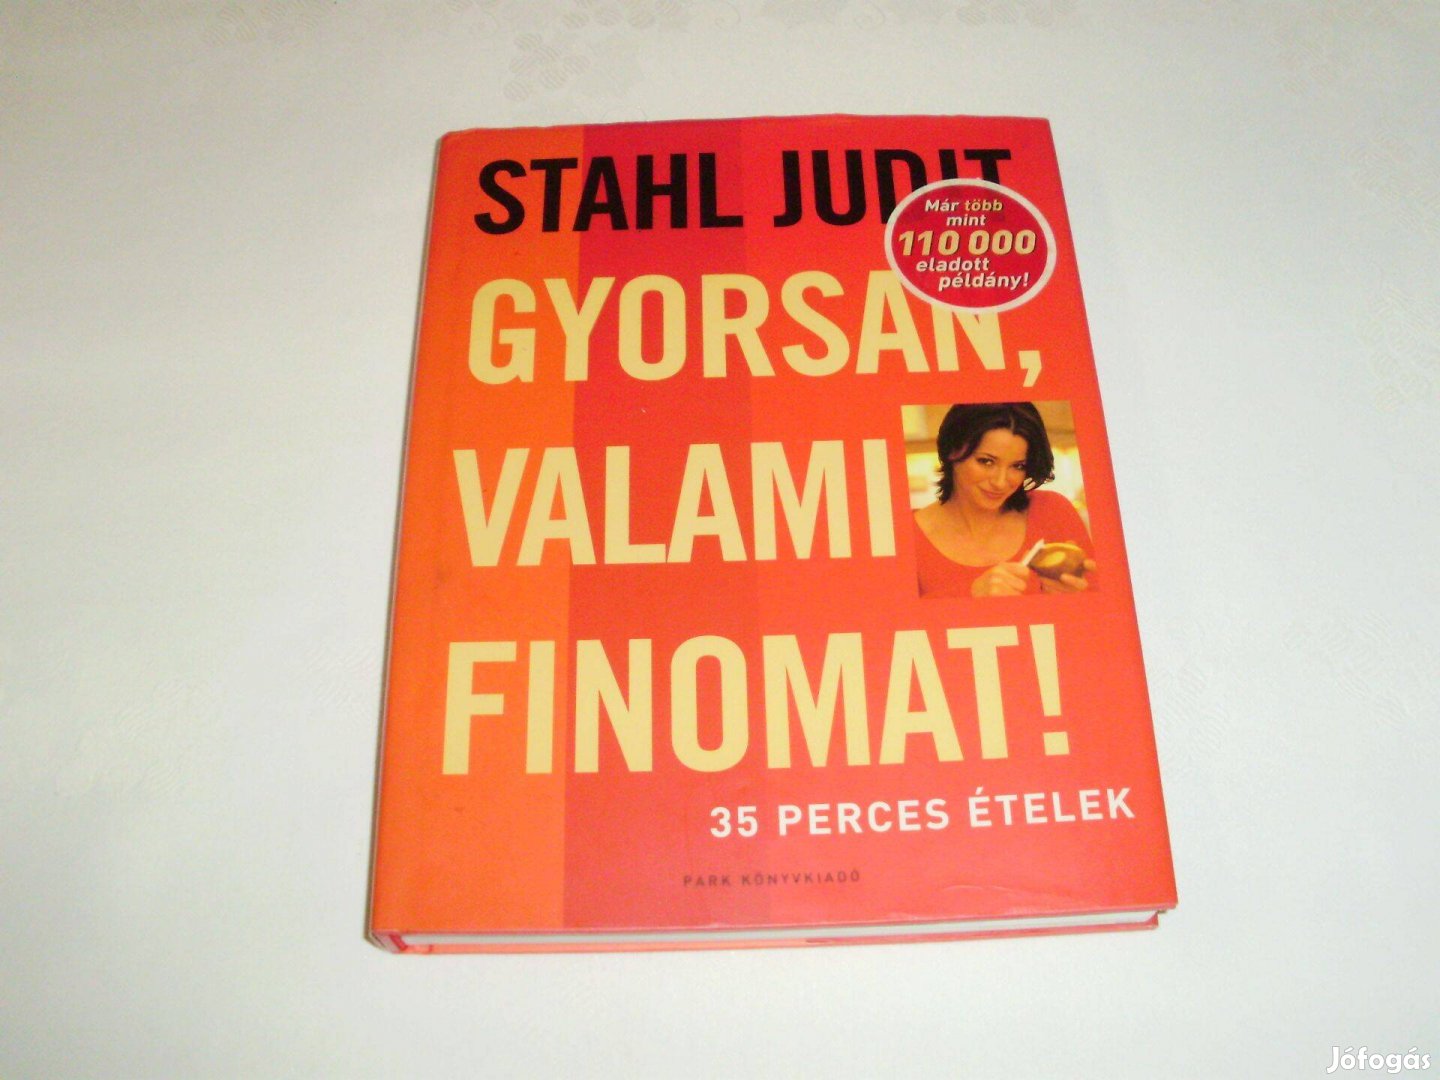 STAHL JUDIT
Már több
mint
110 000
eladott
példány!
GYORSAN,
VALAMI
FINOMAT!
35 PERCES ÉTELEK
PARK KÖNYVKIADÓ
Jófogás